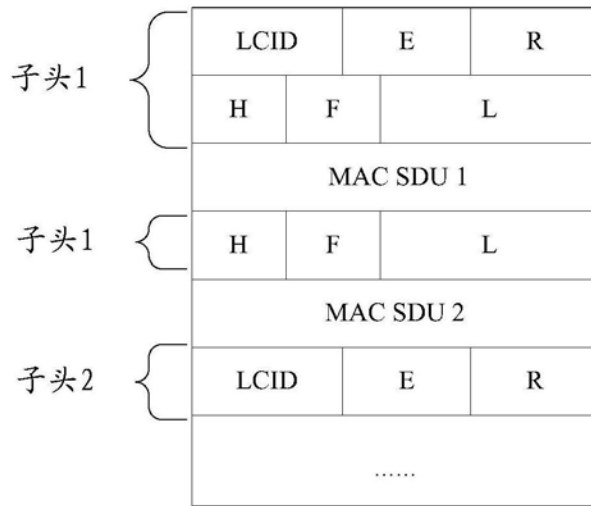 子头1
LCID E R
H F L
MAC SDU 1
子头1
H F L
MAC SDU 2
子头2
LCID E R
......